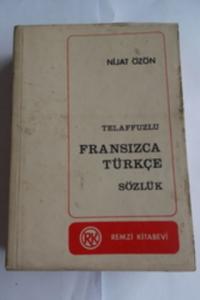 NİJAT ÖZÖN
TELAFFUZLU
FRANSIZCA
TÜRKÇE
SÖZLÜK
RK REMZİ KİTABEVİ